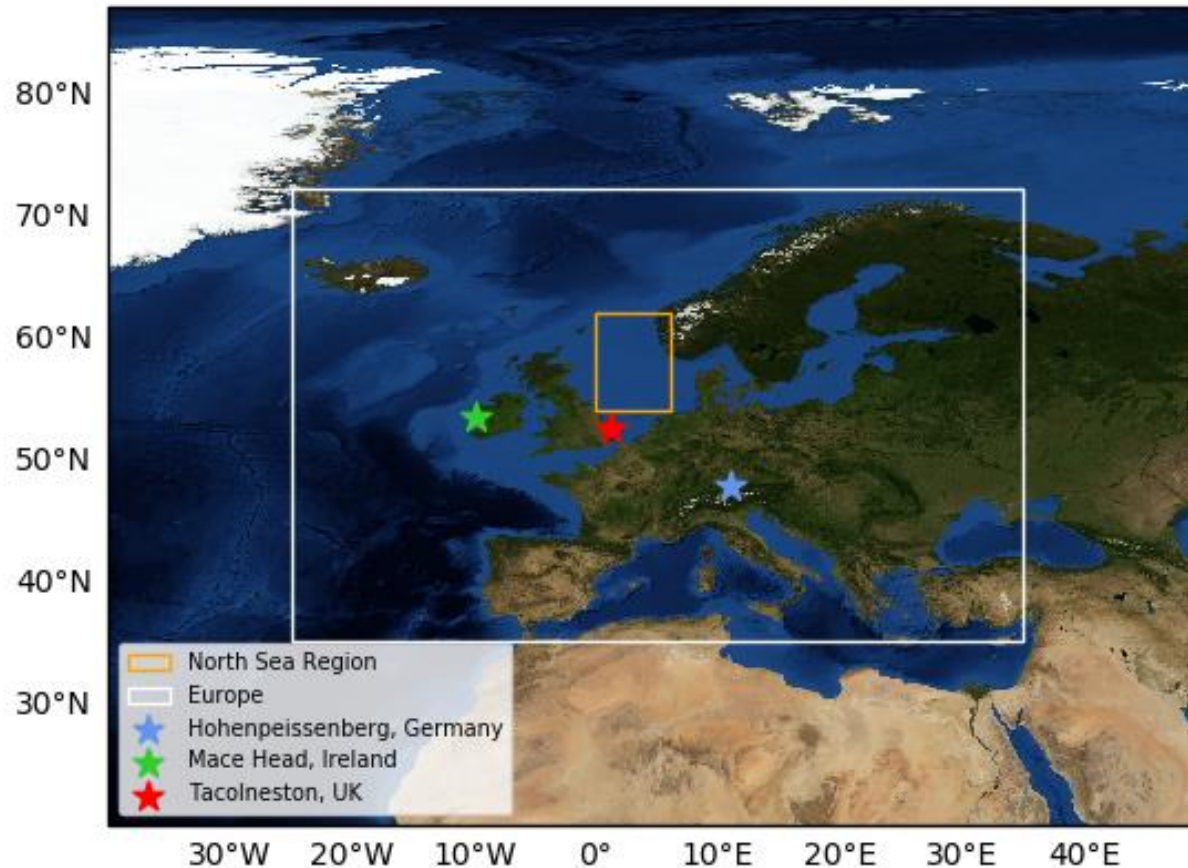 80°N
70°N
60°N
50°N
40°N
30°N
North Sea Region
Europe
Hohenpeissenberg, Germany
Mace Head, Ireland
Tacolneston, UK
30°W 20°W 10°W 0° 10°E 20°E 30°E 40°E